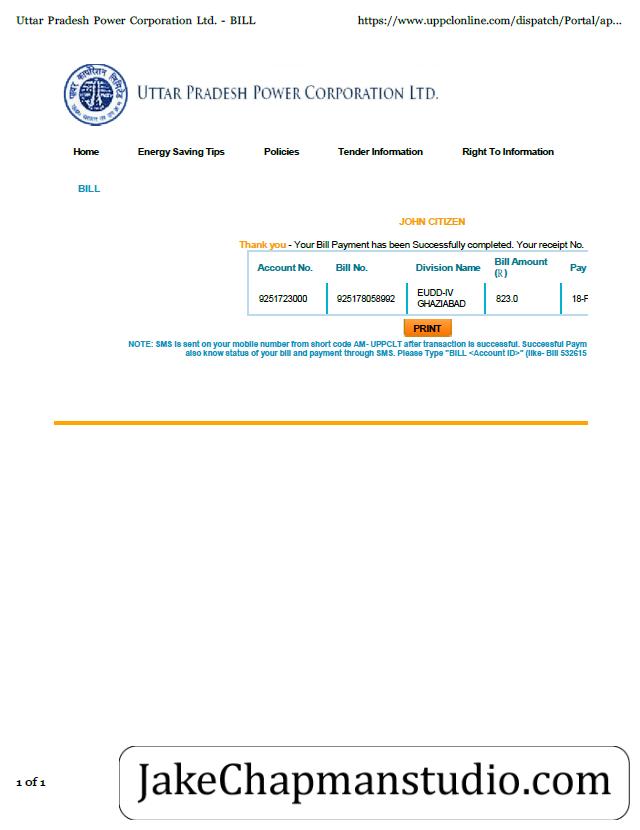 Uttar Pradesh Power Corporation Ltd. - BILL https://www.uppclonline.com/dispatch/Portal/ap...
UTTAR PRADESH POWER CORPORATION LTD.
Home Energy Saving Tips Policies Tender Information Right To Information
BILL
JOHN CITIZEN
Thank you - Your Bill Payment has been Successfully completed. Your receipt No.
Account No. Bill No. Division Name Bill Amount (R) Pay
9251723000 925178058992 EUDD-IV GHAZIABAD 823.0 18-F
PRINT
NOTE: SMS is sent on your mobile number from short code AM- UPPCLT after transaction is successful. Successful Paym
also know status of your bill and payment through SMS. Please Type "BILL <Account ID>" (like- Bill 532615
1 of 1
JakeChapmanstudio.com